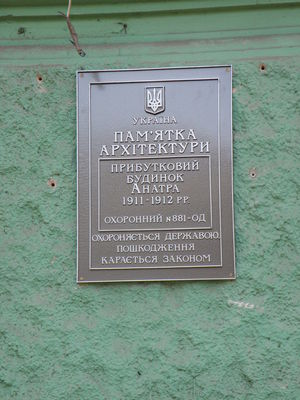 УКРАЇНА
ПАМ'ЯТКА
АРХІТЕКТУРИ
ПРИБУТКОВИЙ
БУДИНОК
АНАТРА
1911-1912 РР.
ОХОРОННИЙ №881-ОД
ОХОРОНЯЄТЬСЯ ДЕРЖАВОЮ.
ПОШКОДЖЕННЯ
КАРАЄТЬСЯ ЗАКОНОМ